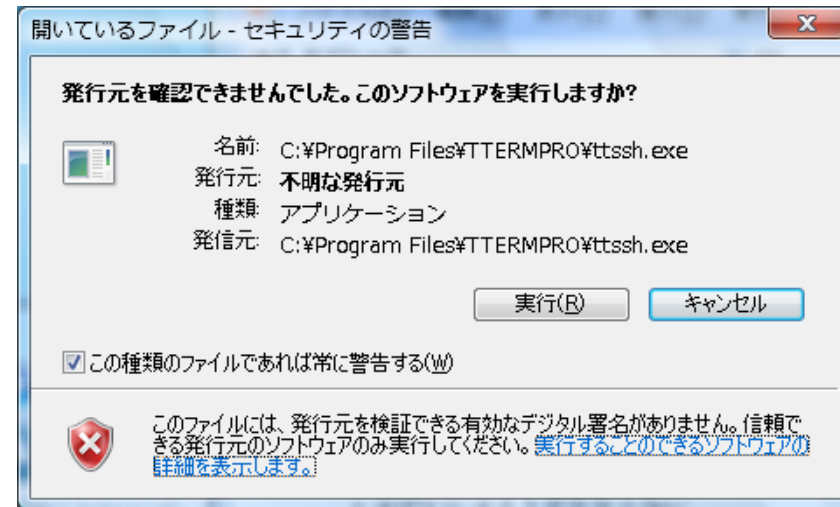 開いているファイル - セキュリティの警告
発行元を確認できませんでした。このソフトウェアを実行しますか?
名前: C:¥Program Files¥TTERMPRO¥ttssh.exe
発行元: 不明な発行元
種類: アプリケーション
発信元: C:¥Program Files¥TTERMPRO¥ttssh.exe
実行(R) キャンセル
この種類のファイルであれば常に警告する(W)
このファイルには、発行元を検証できる有効なデジタル署名がありません。信頼で
きる発行元のソフトウェアのみ実行してください。実行することのできるソフトウェアの
詳細を表示します。